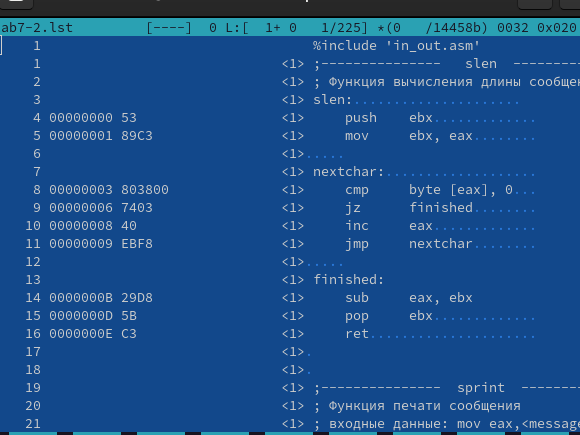 ab7-2.lst [----] 0 L:[ 1+ 0 1/225] *(0 /14458b) 0032 0x020
1 %include 'in_out.asm'
1 <1> ;--------------- slen --------
2 <1> ; Функция вычисления длины сообщен
3 <1> slen:.....................
4 00000000 53 <1> push ebx.............
5 00000001 89C3 <1> mov ebx, eax........
6 <1>.....
7 <1> nextchar:...................
8 00000003 803800 <1> cmp byte [eax], 0...
9 00000006 7403 <1> jz finished........
10 00000008 40 <1> inc eax.............
11 00000009 EBF8 <1> jmp nextchar........
12 <1>.....
13 <1> finished:
14 0000000B 29D8 <1> sub eax, ebx
15 0000000D 5B <1> pop ebx.............
16 0000000E C3 <1> ret.....................
17 <1>.
18 <1>.
19 <1> ;--------------- sprint -------
20 <1> ; Функция печати сообщения
21 <1> ; входные данные: mov eax,<message